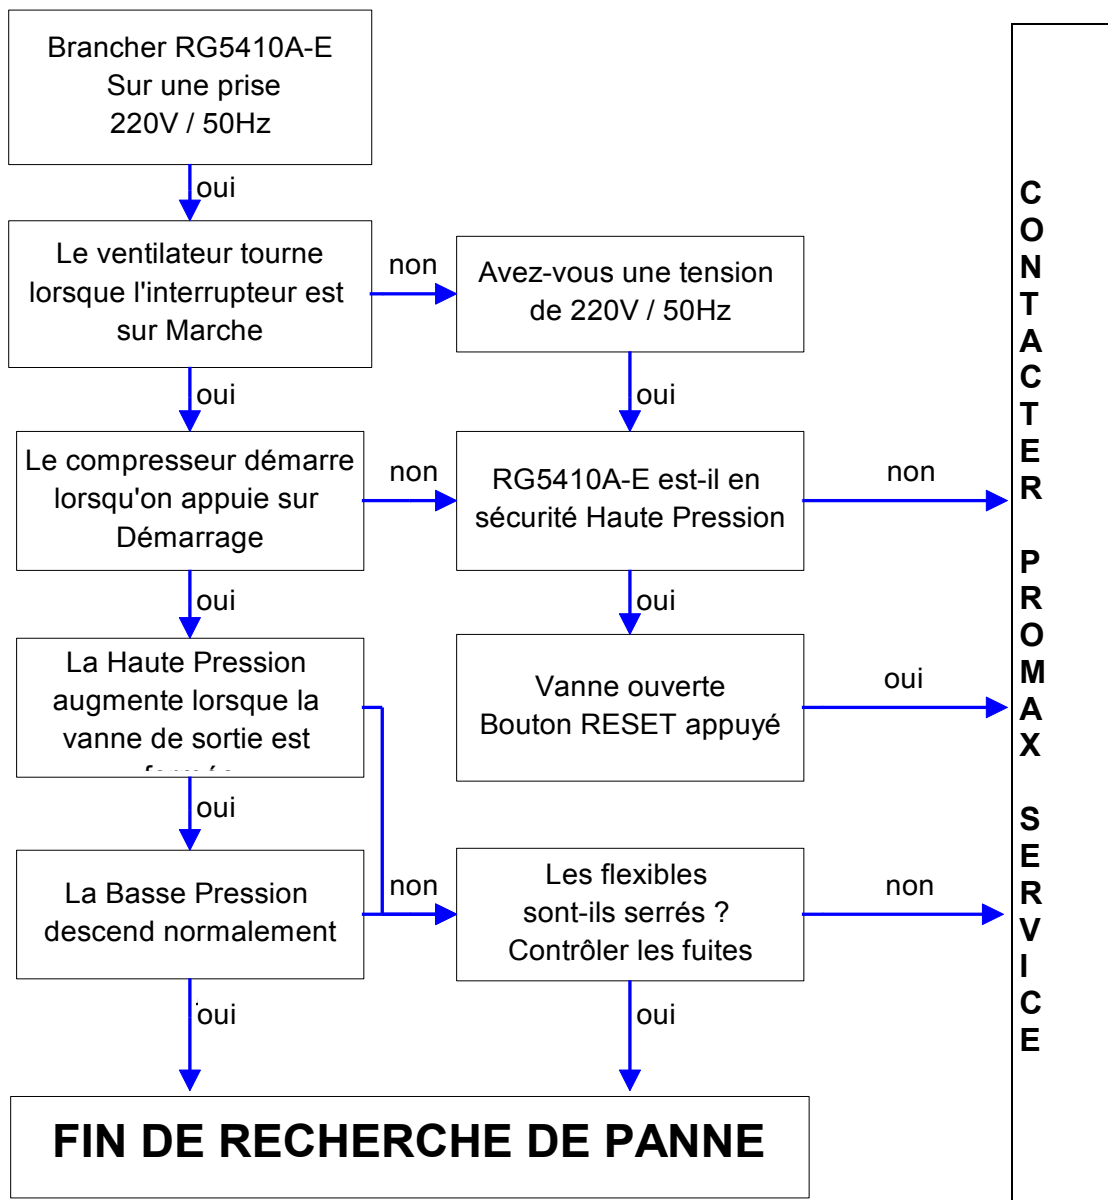 Brancher RG5410A-E
Sur une prise
220V / 50Hz
oui
Le ventilateur tourne
lorsque l'interrupteur est
sur Marche
non
Avez-vous une tension
de 220V / 50Hz
oui
oui
Le compresseur démarre
lorsqu'on appuie sur
Démarrage
non
RG5410A-E est-il en
sécurité Haute Pression
non
oui
oui
La Haute Pression
augmente lorsque la
vanne de sortie est
Vanne ouverte
Bouton RESET appuyé
oui
oui
La Basse Pression
descend normalement
non
Les flexibles
sont-ils serrés ?
Contrôler les fuites
non
oui
oui
FIN DE RECHERCHE DE PANNE
CONTACTER PROMAX SERVICE